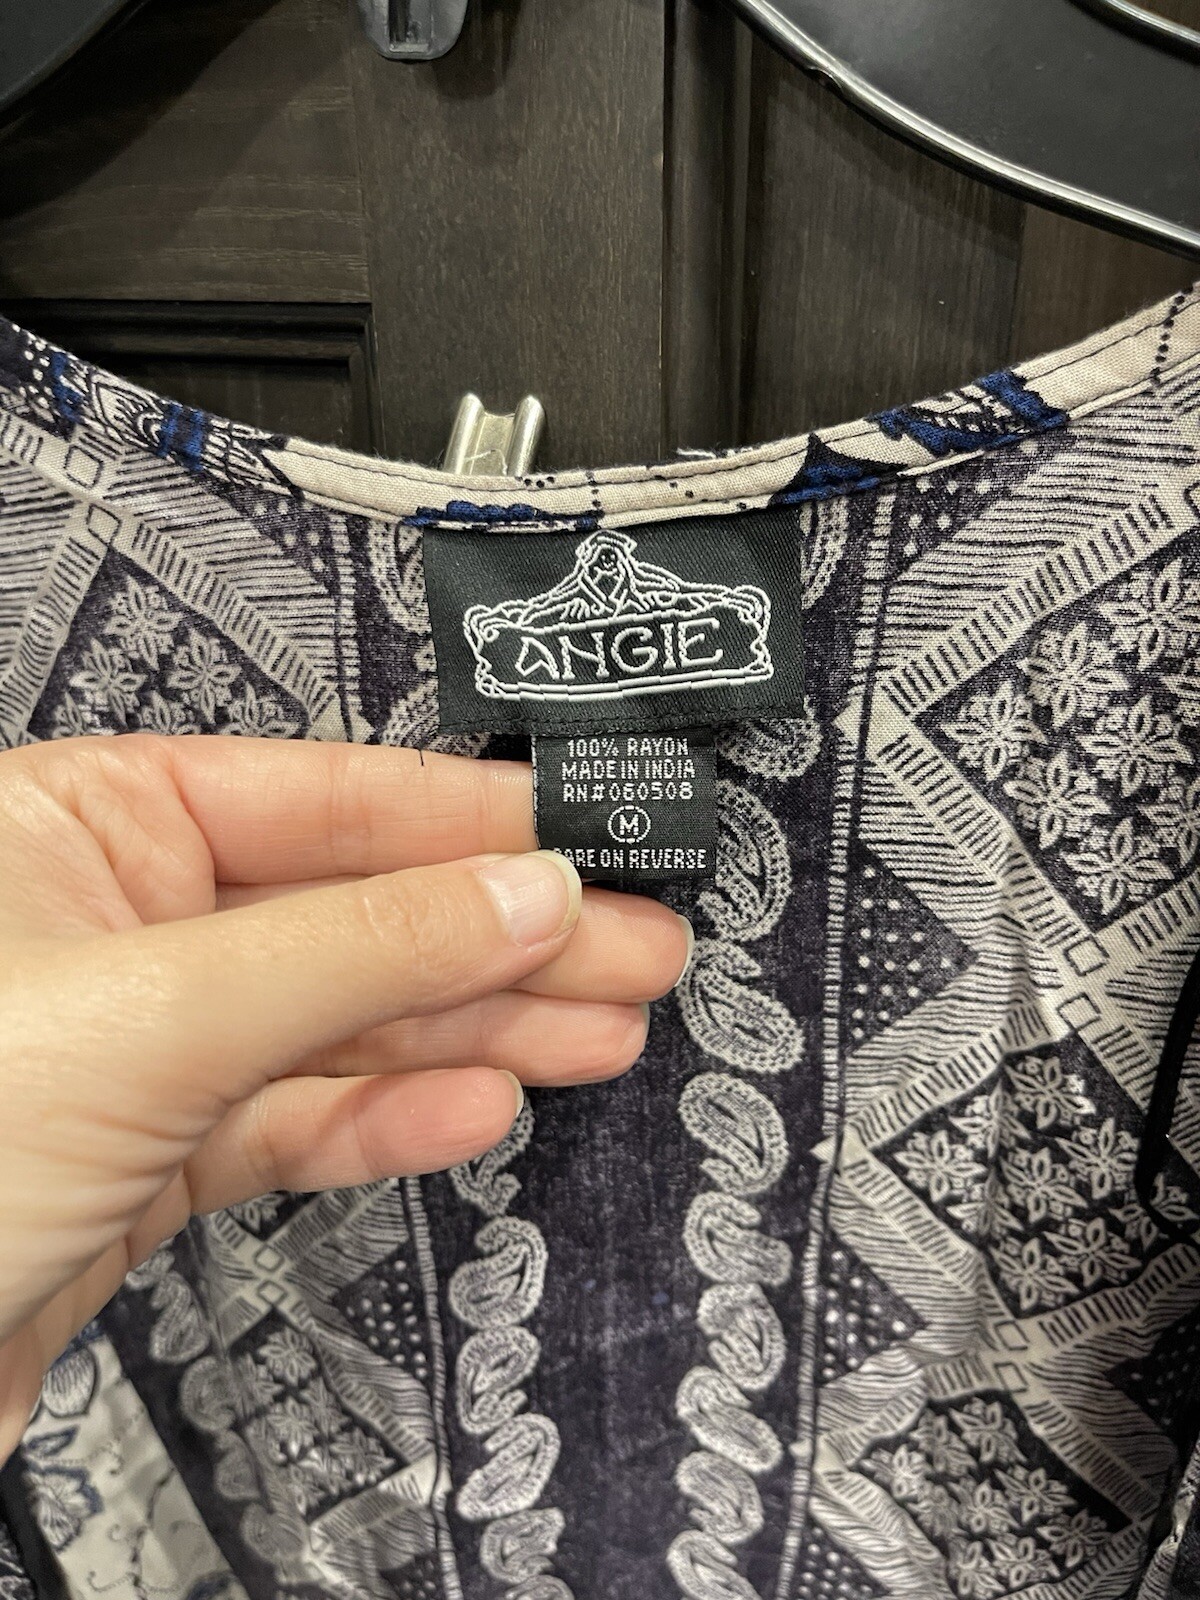 ANGIE
100% RAYON
MADE IN INDIA
RN#060508
M
CARE ON REVERSE